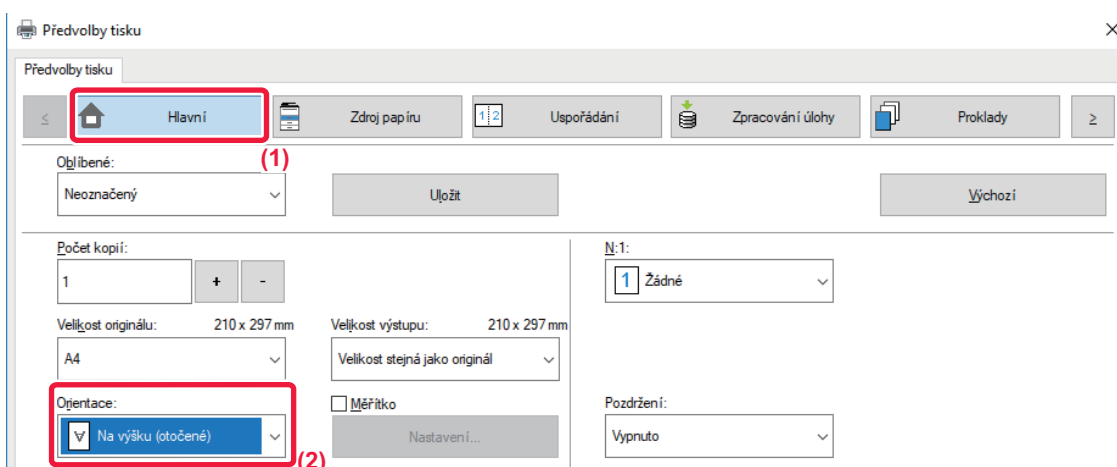 Předvolby tisku
Předvolby tisku
≤ Hlavní Zdroj papíru 1 2 Uspořádání Zpracování úlohy Proklady ≥
(1)
Oblíbené:
Neoznačený Uložit Výchozí
Počet kopií: N:1:
1 + - 1 Žádné
Velikost originálu: 210 x 297 mm Velikost výstupu: 210 x 297 mm
A4 Velikost stejná jako originál
Orientace: Měřítko Pozdržení:
A Na výšku (otočené) Nastavení... Vypnuto
(2)